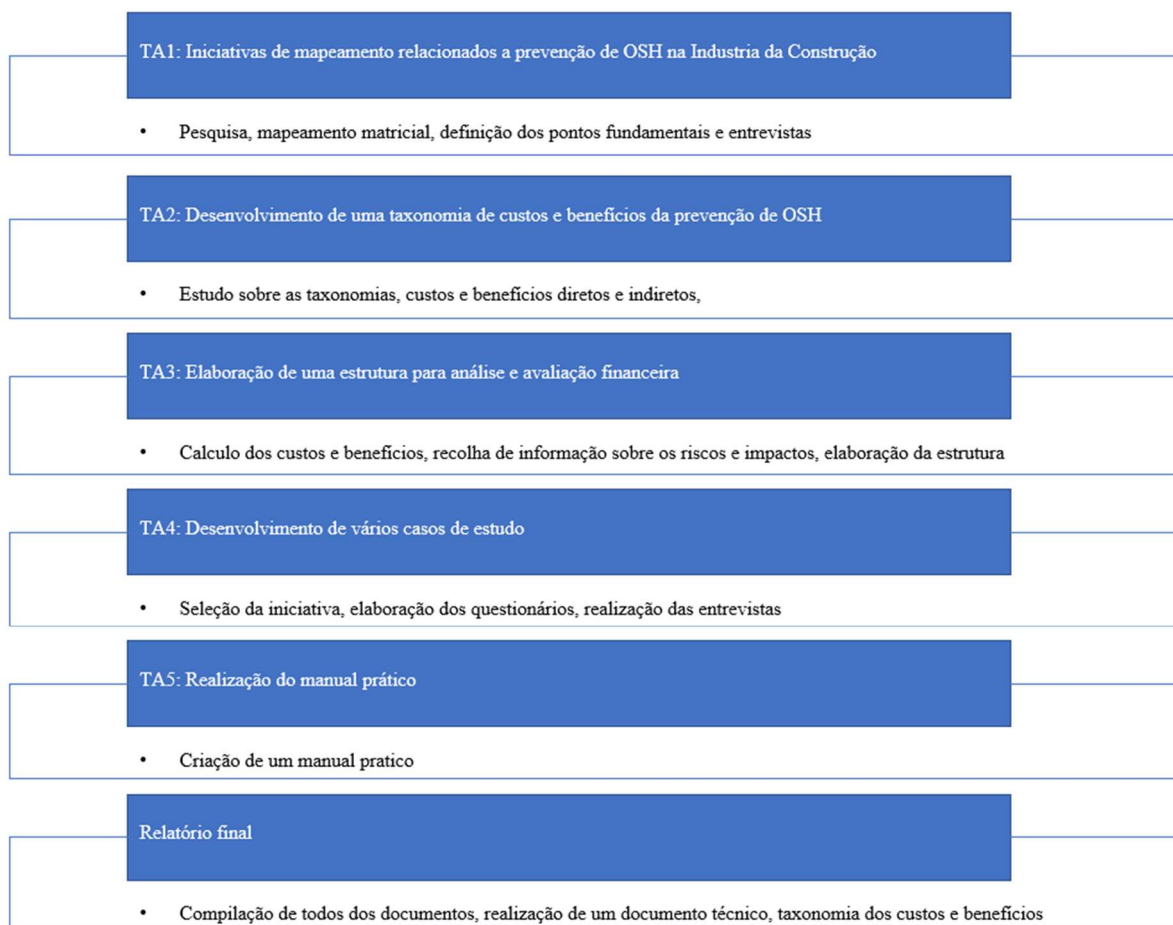 TA1: Iniciativas de mapeamento relacionados a prevenção de OSH na Industria da Construção
• Pesquisa, mapeamento matricial, definição dos pontos fundamentais e entrevistas
TA2: Desenvolvimento de uma taxonomia de custos e benefícios da prevenção de OSH
• Estudo sobre as taxonomias, custos e benefícios diretos e indiretos,
TA3: Elaboração de uma estrutura para análise e avaliação financeira
• Calculo dos custos e benefícios, recolha de informação sobre os riscos e impactos, elaboração da estrutura
TA4: Desenvolvimento de vários casos de estudo
• Seleção da iniciativa, elaboração dos questionários, realização das entrevistas
TA5: Realização do manual prático
• Criação de um manual pratico
Relatório final
• Compilação de todos dos documentos, realização de um documento técnico, taxonomia dos custos e benefícios